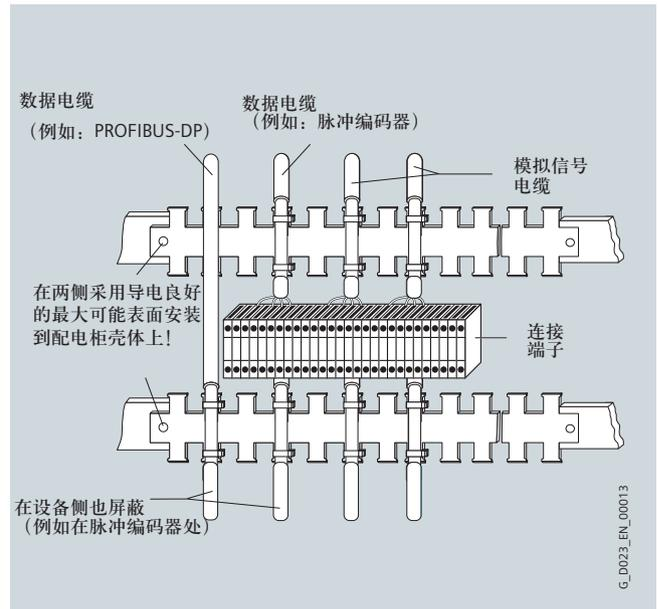 数据电缆
（例如：PROFIBUS-DP）
数据电缆
（例如：脉冲编码器）
模拟信号
电缆
在两侧采用导电良好
的最大可能表面安装
到配电柜壳体上！
连接
端子
在设备侧也屏蔽
（例如在脉冲编码器处）
G_D023_EN_00013